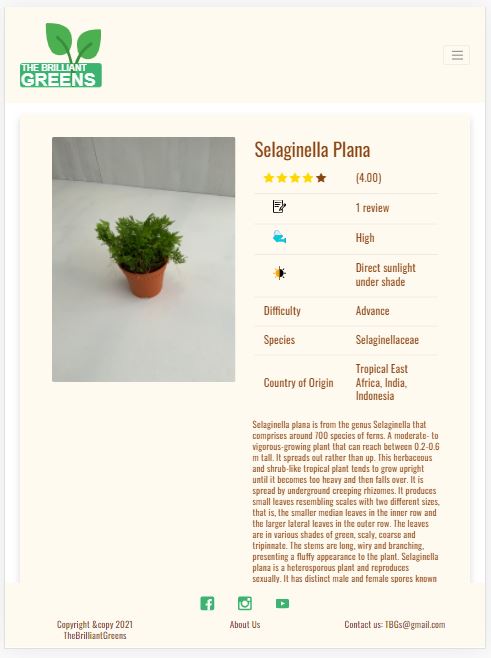 THE BRILLIANT
GREENS
Selaginella Plana
(4.00)
1 review
High
Direct sunlight
under shade
Difficulty
Advance
Species
Selaginellaceae
Country of Origin
Tropical East
Africa, India,
Indonesia
Selaginella plana is from the genus Selaginella that
comprises around 700 species of ferns. A moderate- to
vigorous-growing plant that can reach between 0.2-0.6
m tall. It spreads out rather than up. This herbaceous
and shrub-like tropical plant tends to grow upright
until it becomes too heavy and then falls over. It is
spread by underground creeping rhizomes. It produces
small leaves resembling scales with two different sizes,
that is, the smaller median leaves in the inner row and
the larger lateral leaves in the outer row. The leaves
are in various shades of green, scaly, coarse and
tripinnate. The stems are long, wiry and branching,
presenting a fluffy appearance to the plant. Selaginella
plana is a heterosporous plant and reproduces
sexually. It has distinct male and female spores known
Copyright &copy 2021
TheBrilliantGreens
About Us
Contact us: TBGs@gmail.com